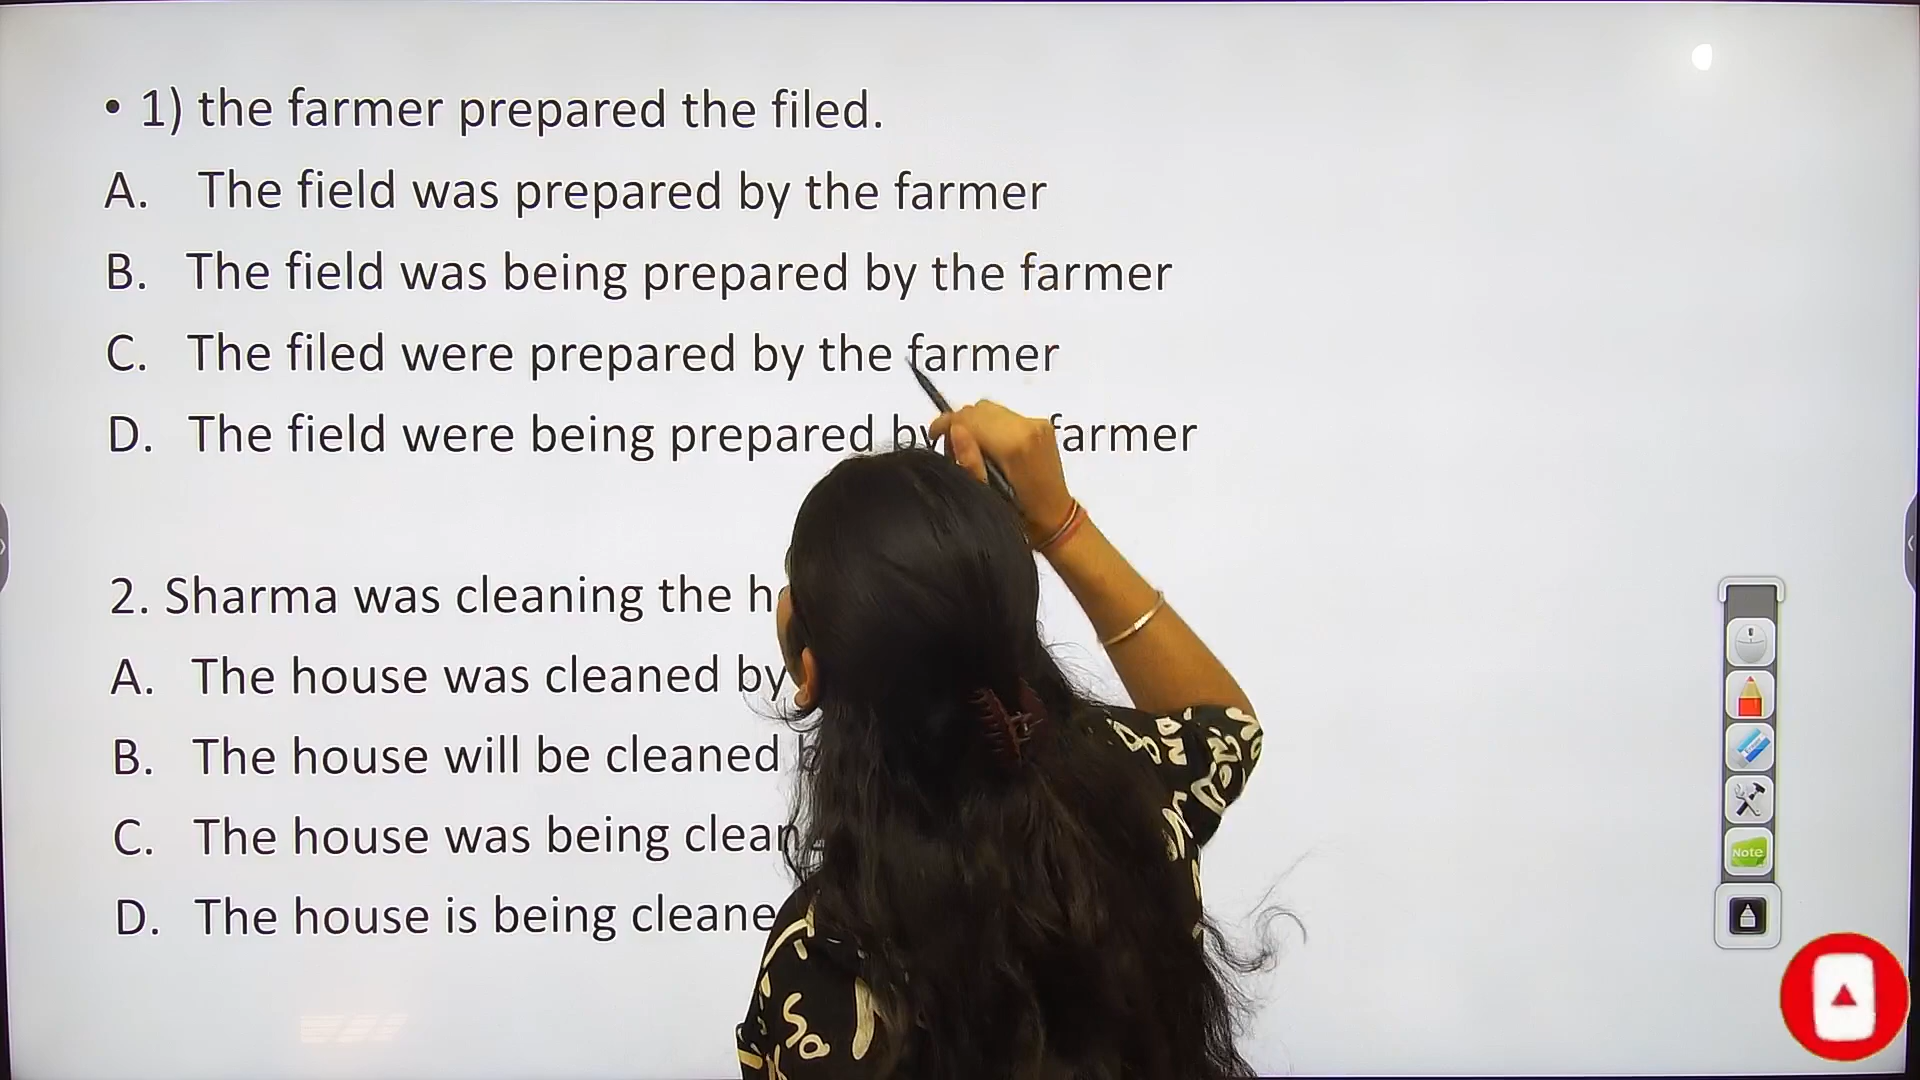 • 1) the farmer prepared the filed.
A. The field was prepared by the farmer
B. The field was being prepared by the farmer
C. The filed were prepared by the farmer
D. The field were being prepared by farmer
2. Sharma was cleaning the
A. The house was cleaned by
B. The house will be cleaned
C. The house was being
D. The house is being
Note